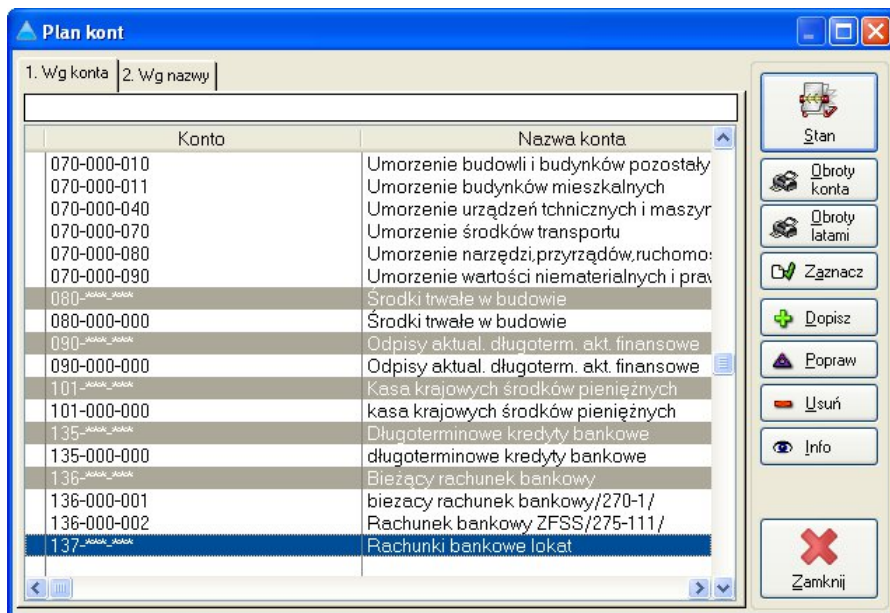 Plan kont
1. Wg konta 2. Wg nazwy
Konto Nazwa konta
070-000-010 Umorzenie budowli i budynków pozostały
070-000-011 Umorzenie budynków mieszkalnych
070-000-040 Umorzenie urządzeń tchnicznych i maszyn
070-000-070 Umorzenie środków transportu
070-000-080 Umorzenie narzędzi,przyrządów,ruchomoś
070-000-090 Umorzenie wartości niematerialnych i praw
080-***-*** Środki trwałe w budowie
080-000-000 Środki trwałe w budowie
090-***-*** Odpisy aktual. długoterm. akt. finansowe
090-000-000 Odpisy aktual. długoterm. akt. finansowe
101-***-*** Kasa krajowych środków pieniężnych
101-000-000 kasa krajowych środków pieniężnych
135-***-*** Długoterminowe kredyty bankowe
135-000-000 długoterminowe kredyty bankowe
136-***-*** Bieżący rachunek bankowy
136-000-001 biezacy rachunek bankowy/270-1/
136-000-002 Rachunek bankowy ZFSS/275-111/
137-***-*** Rachunki bankowe lokat
Stan
Obroty
konta
Obroty
latami
Zaznacz
Dopisz
Popraw
Usuń
Info
Zamknij